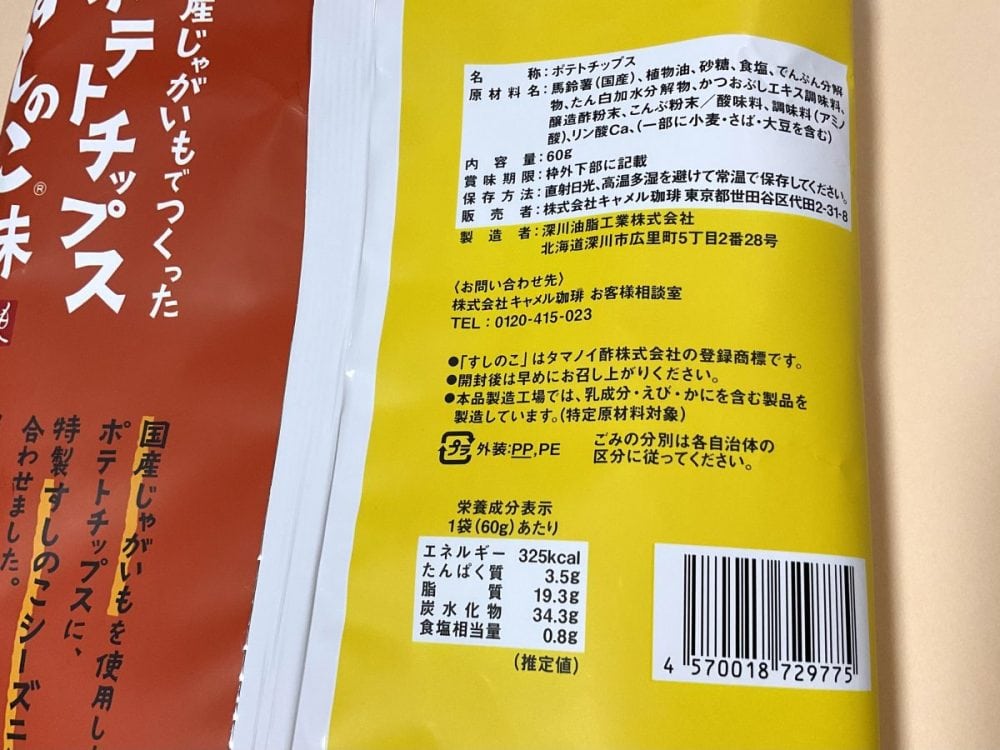 産じゃがいもでつくった
ポテトチップス
すしのこ®味
国産じゃがいもを使用し
ポテトチップスに、
特製すしのこシーズニ
合わせました。
名称:ポテトチップス
原材料名:馬鈴薯(国産)、植物油、砂糖、食塩、でんぷん分解
物、たん白加水分解物、かつおぶしエキス調味料、
醸造酢粉末、こんぶ粉末/酸味料、調味料(アミノ
酸)、リン酸Ca、(一部に小麦・さば・大豆を含む)
内容量:60g
賞味期限:枠外下部に記載
保存方法:直射日光、高温多湿を避けて常温で保存してください。
販売者:株式会社キャメル珈琲 東京都世田谷区代田2-31-8
製造者:深川油脂工業株式会社
北海道深川市広里町5丁目2番28号
〈お問い合わせ先〉
株式会社キャメル珈琲 お客様相談室
TEL:0120-415-023
●「すしのこ」はタマノイ酢株式会社の登録商標です。
●開封後は早めにお召し上がりください。
●本品製造工場では、乳成分・えび・かにを含む製品を
製造しています。(特定原材料対象)
プラ 外装:PP,PE
ごみの分別は各自治体の
区分に従ってください。
栄養成分表示
1袋(60g)あたり
エネルギー 325kcal
たんぱく質 3.5g
脂質 19.3g
炭水化物 34.3g
食塩相当量 0.8g
(推定値)
4 570018 729775